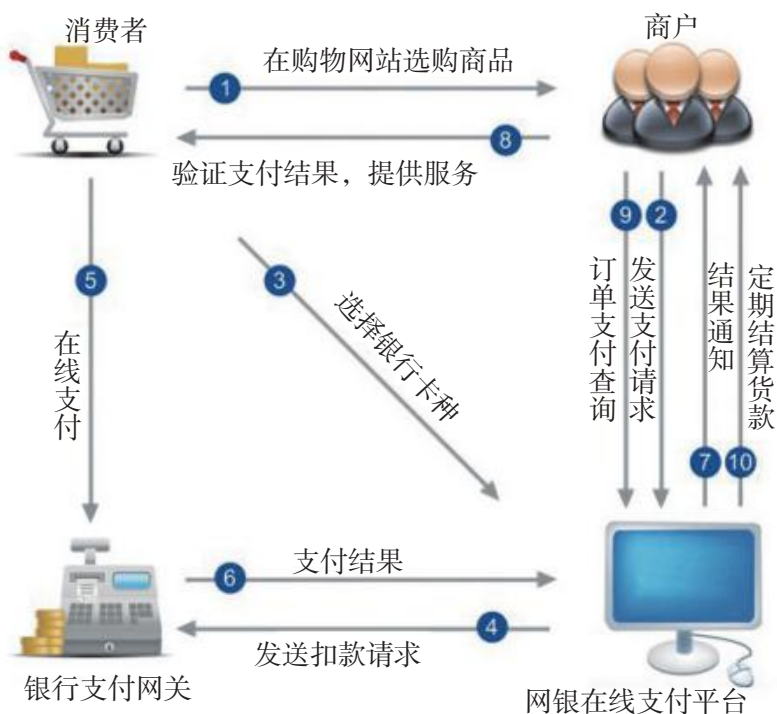 消费者
商户
在购物网站选购商品
1
8
验证支付结果，提供服务
9
2
5
3
订单支付查询
发送支付请求
结果通知
定期结算货款
选择银行卡种
在线支付
7
10
支付结果
6
4
发送扣款请求
银行支付网关
网银在线支付平台